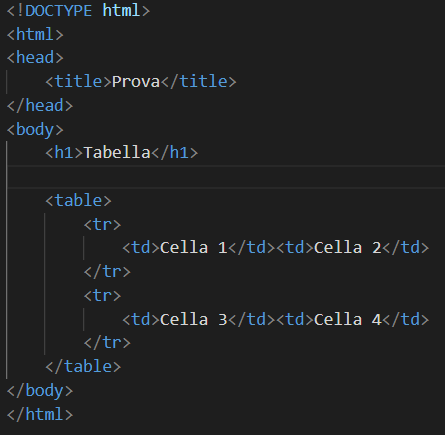 <!DOCTYPE html>
<html>
<head>
    <title>Prova</title>
</head>
<body>
    <h1>Tabella</h1>

    <table>
        <tr>
            <td>Cella 1</td><td>Cella 2</td>
        </tr>
        <tr>
            <td>Cella 3</td><td>Cella 4</td>
        </tr>
    </table>
</body>
</html>